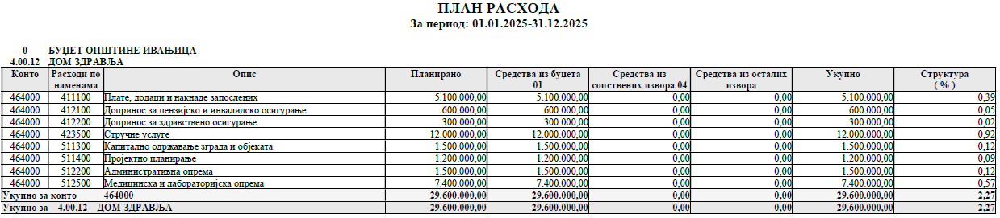 ПЛАН РАСХОДА
За период: 01.01.2025-31.12.2025
0 БУЏЕТ ОПШТИНЕ ИВАЊИЦА
4.00.12 ДОМ ЗДРАВЉА
Конто Расходи по наменама Опис Планирано Средства из буџета 01 Средства из сопствених извора 04 Средства из осталих извора Укупно Структура ( % )
464000 411100 Плате, додаци и накнаде запослених 5.100.000,00 5.100.000,00 0,00 0,00 5.100.000,00 0,39
464000 412100 Допринос за пензијско и инвалидско осигурање 600.000,00 600.000,00 0,00 0,00 600.000,00 0,05
464000 412200 Допринос за здравствено осигурање 300.000,00 300.000,00 0,00 0,00 300.000,00 0,02
464000 423500 Стручне услуге 12.000.000,00 12.000.000,00 0,00 0,00 12.000.000,00 0,92
464000 511300 Капитално одржавање зграда и објеката 1.500.000,00 1.500.000,00 0,00 0,00 1.500.000,00 0,12
464000 511400 Пројектно планирање 1.200.000,00 1.200.000,00 0,00 0,00 1.200.000,00 0,09
464000 512200 Административна опрема 1.500.000,00 1.500.000,00 0,00 0,00 1.500.000,00 0,12
464000 512500 Медицинска и лабораторијска опрема 7.400.000,00 7.400.000,00 0,00 0,00 7.400.000,00 0,57
Укупно за конто 464000 29.600.000,00 29.600.000,00 0,00 0,00 29.600.000,00 2,27
Укупно за 4.00.12 ДОМ ЗДРАВЉА 29.600.000,00 29.600.000,00 0,00 0,00 29.600.000,00 2,27